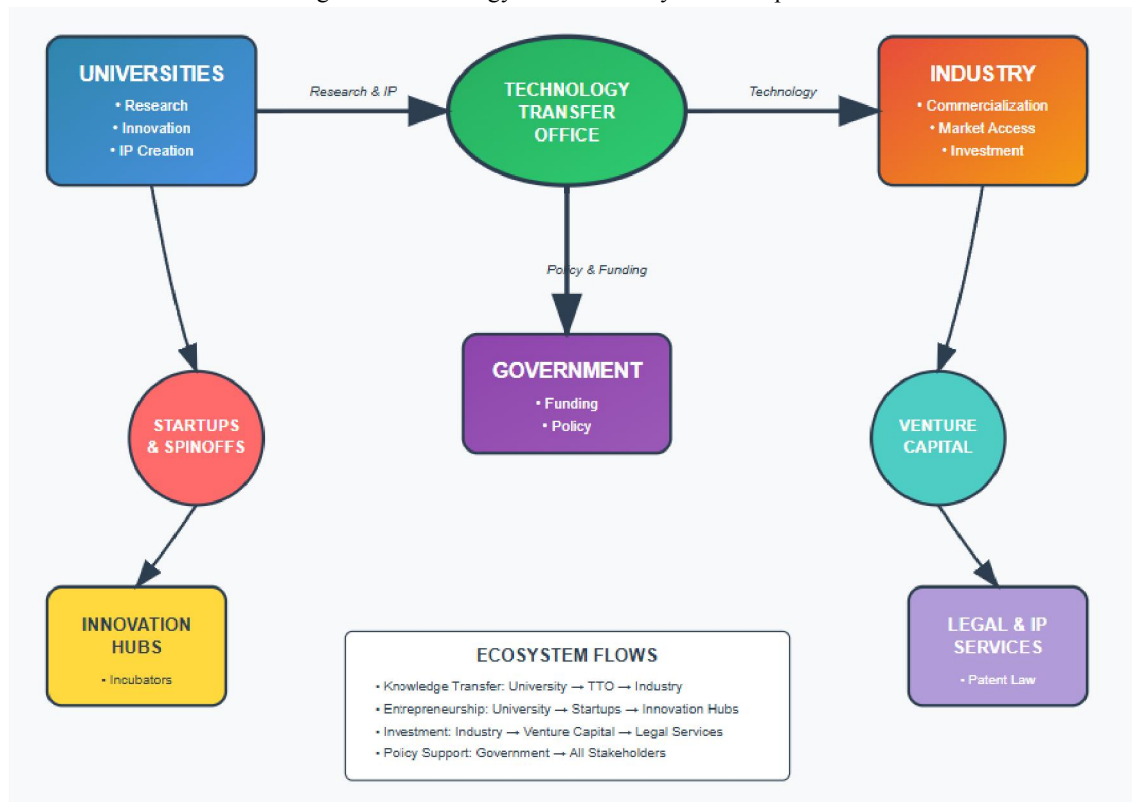 UNIVERSITIES
• Research
• Innovation
• IP Creation
Research & IP
TECHNOLOGY
TRANSFER
OFFICE
Technology
INDUSTRY
• Commercialization
• Market Access
• Investment
Policy & Funding
GOVERNMENT
• Funding
• Policy
STARTUPS
& SPINOFFS
VENTURE
CAPITAL
INNOVATION
HUBS
• Incubators
LEGAL & IP
SERVICES
• Patent Law
ECOSYSTEM FLOWS
• Knowledge Transfer: University → TTO → Industry
• Entrepreneurship: University → Startups → Innovation Hubs
• Investment: Industry → Venture Capital → Legal Services
• Policy Support: Government → All Stakeholders